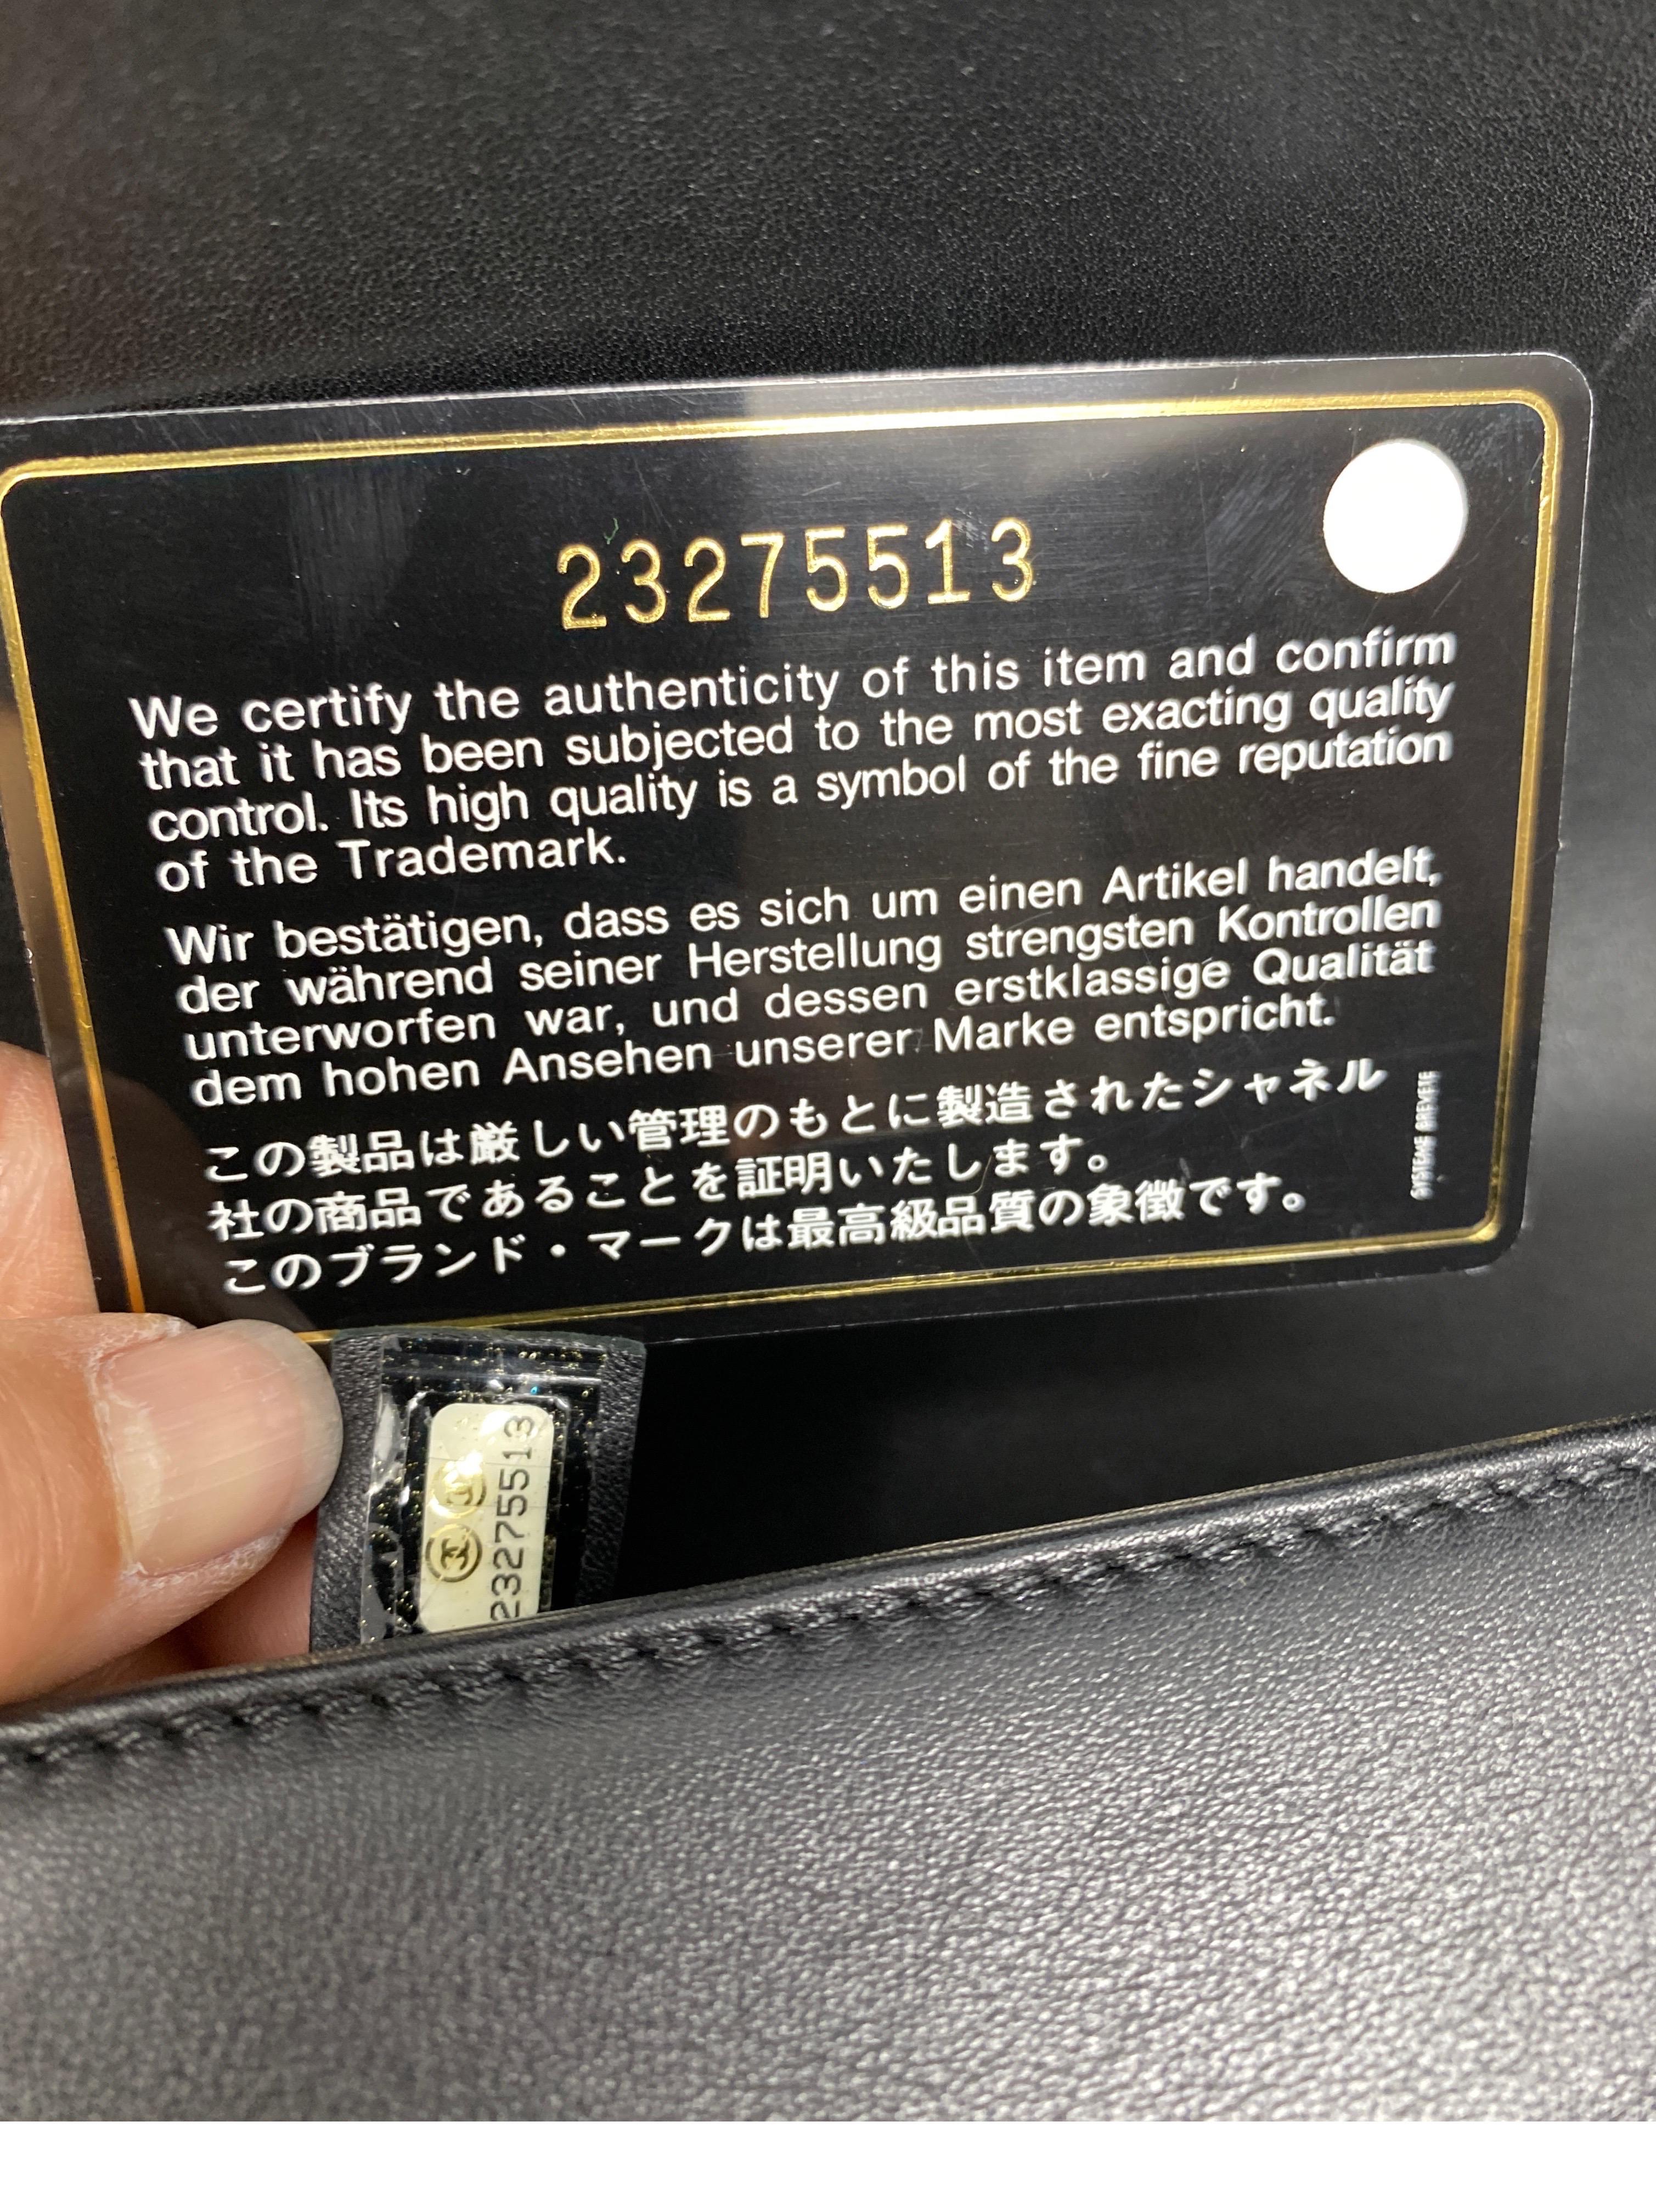 23275513
We certify the authenticity of this item and confirm
that it has been subjected to the most exacting quality
control. Its high quality is a symbol of the fine reputation
of the Trademark.
Wir bestätigen, dass es sich um einen Artikel handelt,
der während seiner Herstellung strengsten Kontrollen
unterworfen war, und dessen erstklassige Qualität
dem hohen Ansehen unserer Marke entspricht.
この製品は厳しい管理のもとに製造されたシャネル
社の商品であることを証明いたします。
このブランド・マークは最高級品質の象徴です。
SYSTEME BREVETE
23275513